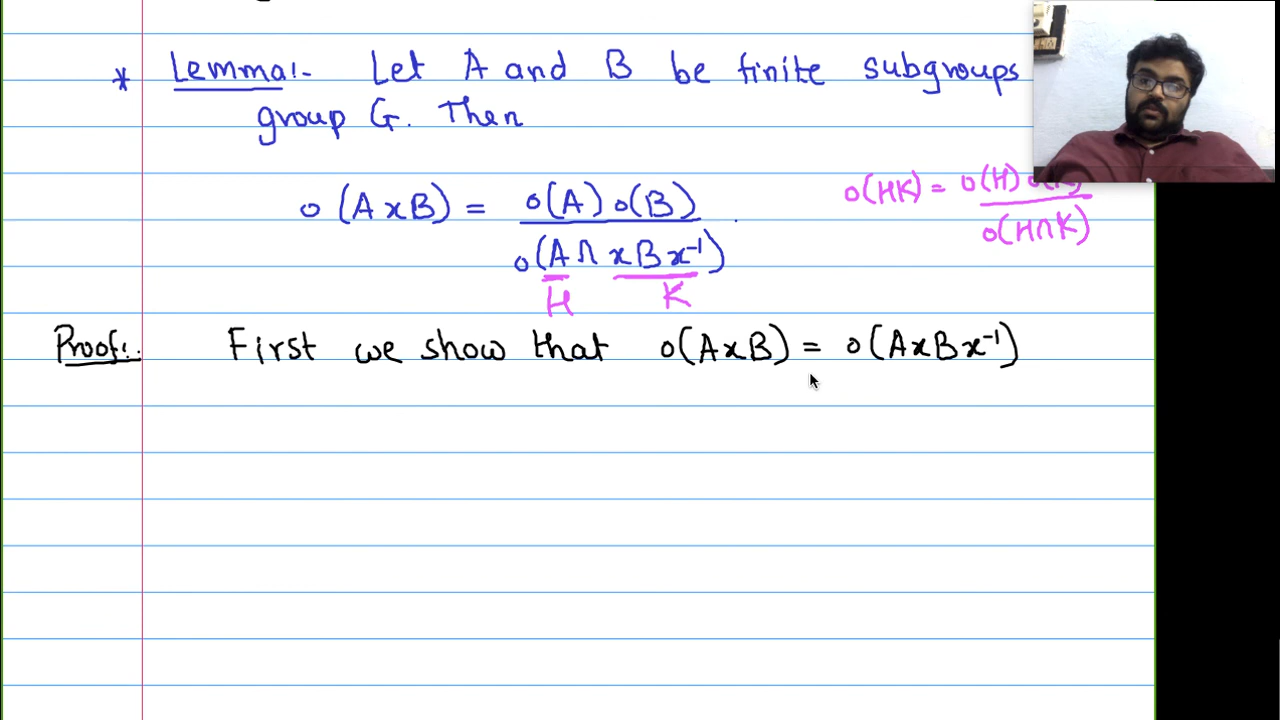 * Lemma:- Let A and B be finite subgroups
group G. Then
o(AxB) = o(A) o(B) / o(A ∩ xBx⁻¹) .
H K
o(HK) = o(H) o( / o(H∩K)
Proof:. First we show that o(AxB) = o(AxBx⁻¹)